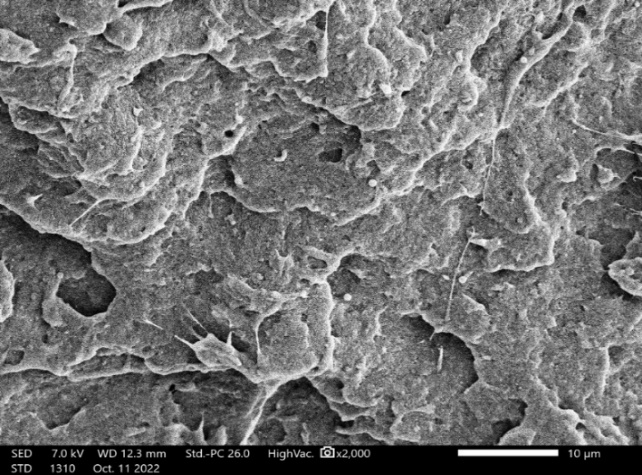 SED 7.0 kV WD 12.3 mm Std.-PC 26.0 HighVac. x2,000 10 µm
STD 1310 Oct. 11 2022